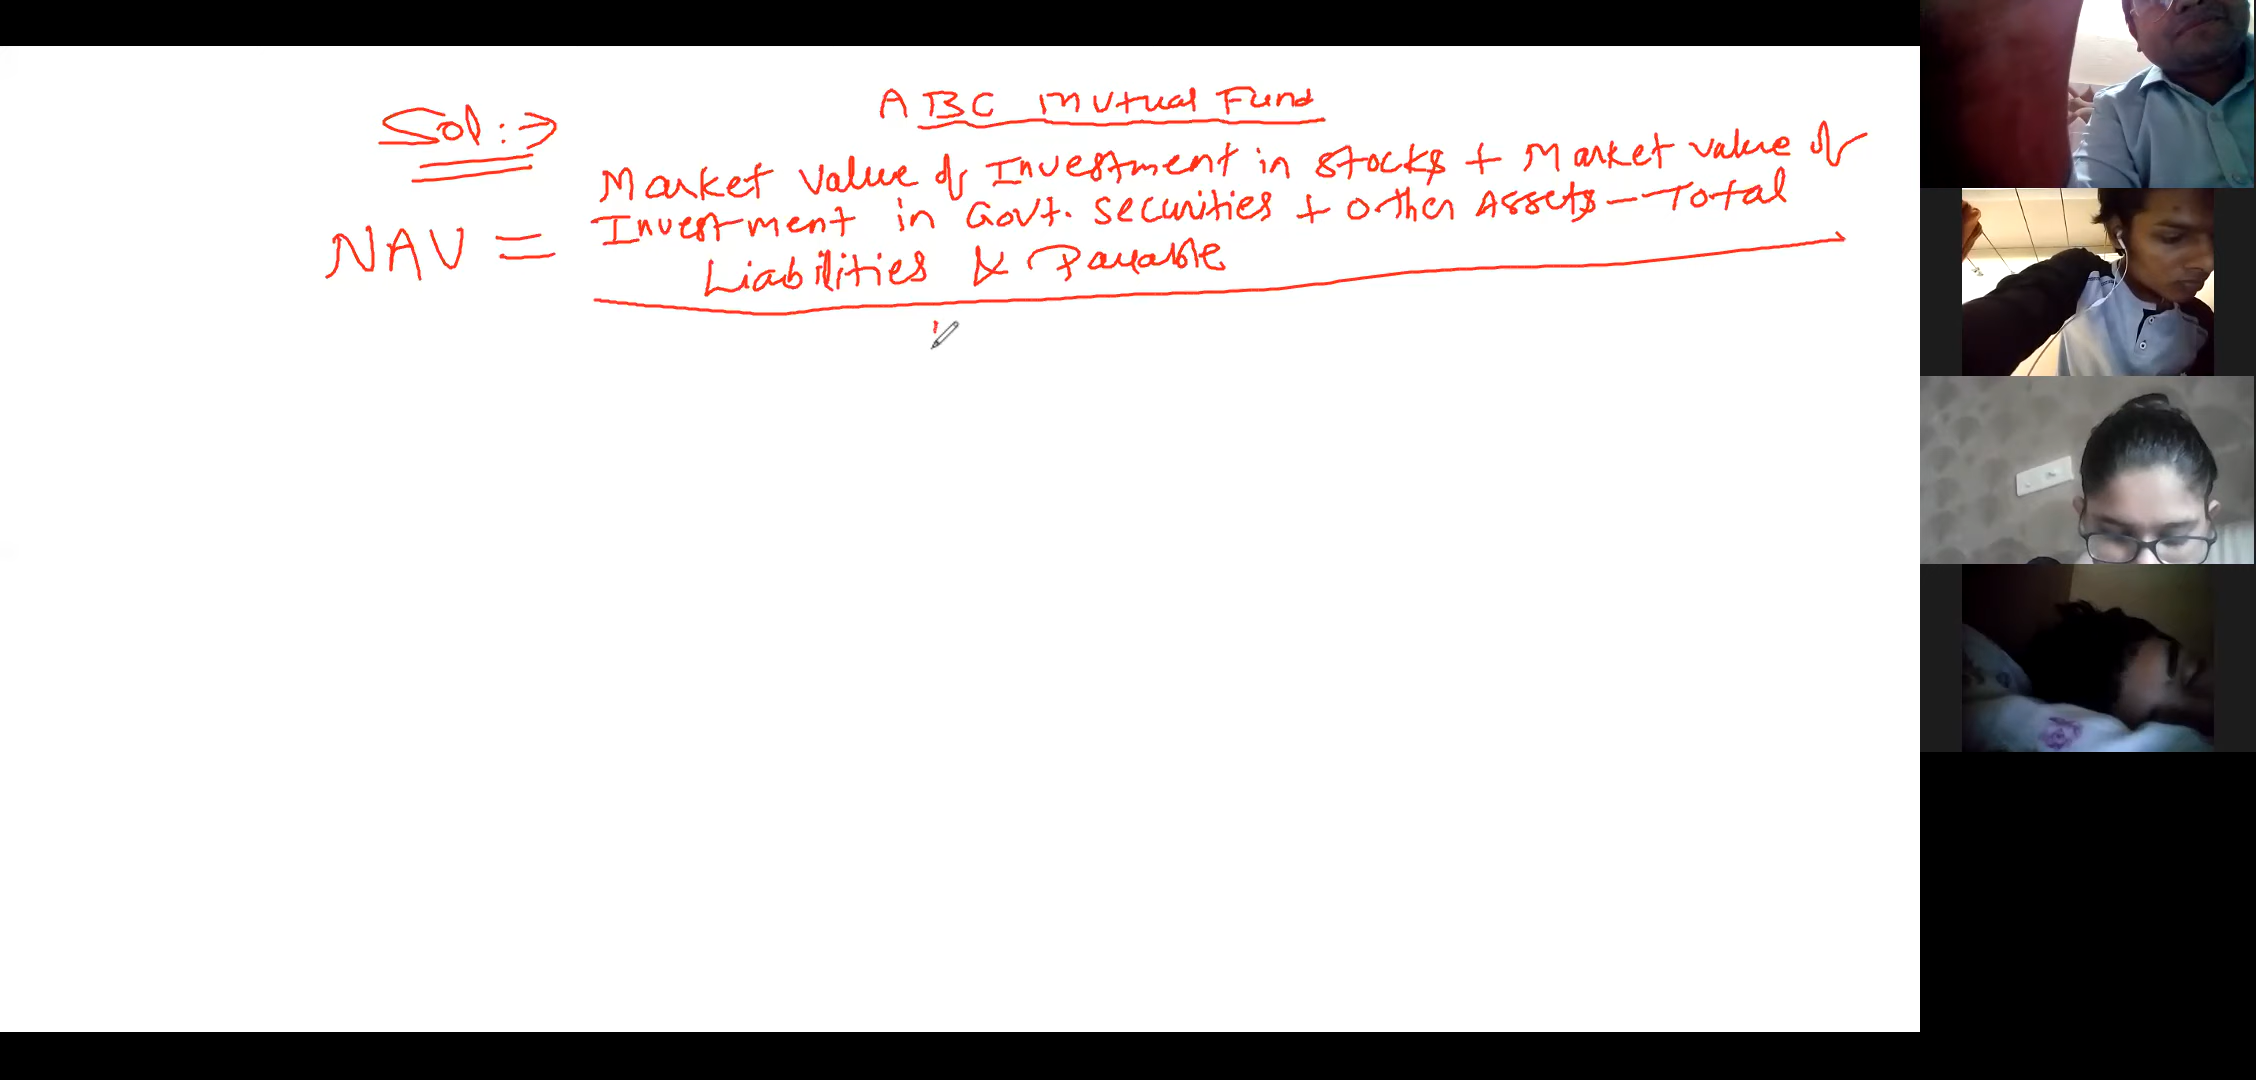 ABC Mutual Fund
Sol :→
Market value of Investment in stocks + Market value of
Investment in Govt. securities + Other Assets - Total
NAV =
Liabilities & Payable